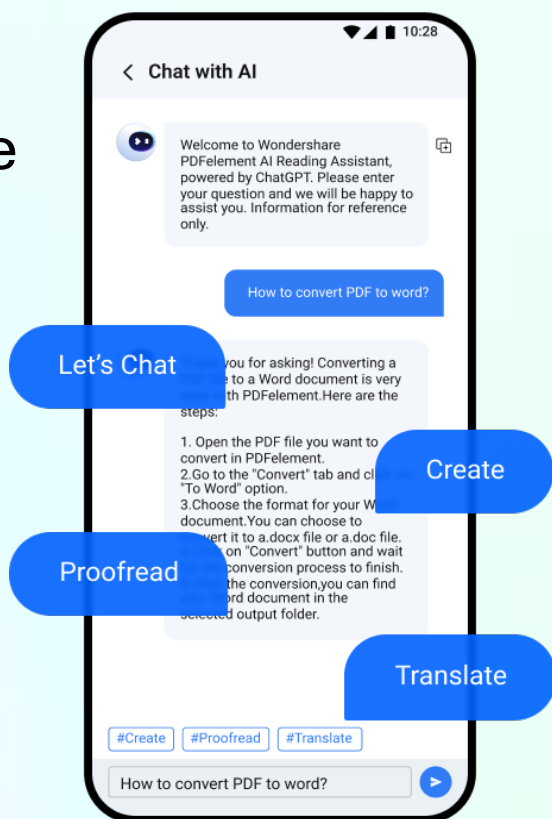 e
10:28
Chat with AI
Welcome to Wondershare
PDFelement AI Reading Assistant,
powered by ChatGPT. Please enter
your question and we will be happy to
assist you. Information for reference
only.
How to convert PDF to word?
Let's Chat
you for asking! Converting a
to a Word document is very
with PDFelement.Here are the
steps:
1. Open the PDF file you want to
convert in PDFelement.
2.Go to the "Convert" tab and
"To Word" option.
Create
3.Choose the format for your
document.You can choose to
convert it to a.docx file or a.doc file.
on "Convert" button and wait
the conversion process to finish.
Proofread
the conversion,you can find
your Word document in the
selected output folder.
Translate
#Create
#Proofread
#Translate
How to convert PDF to word?